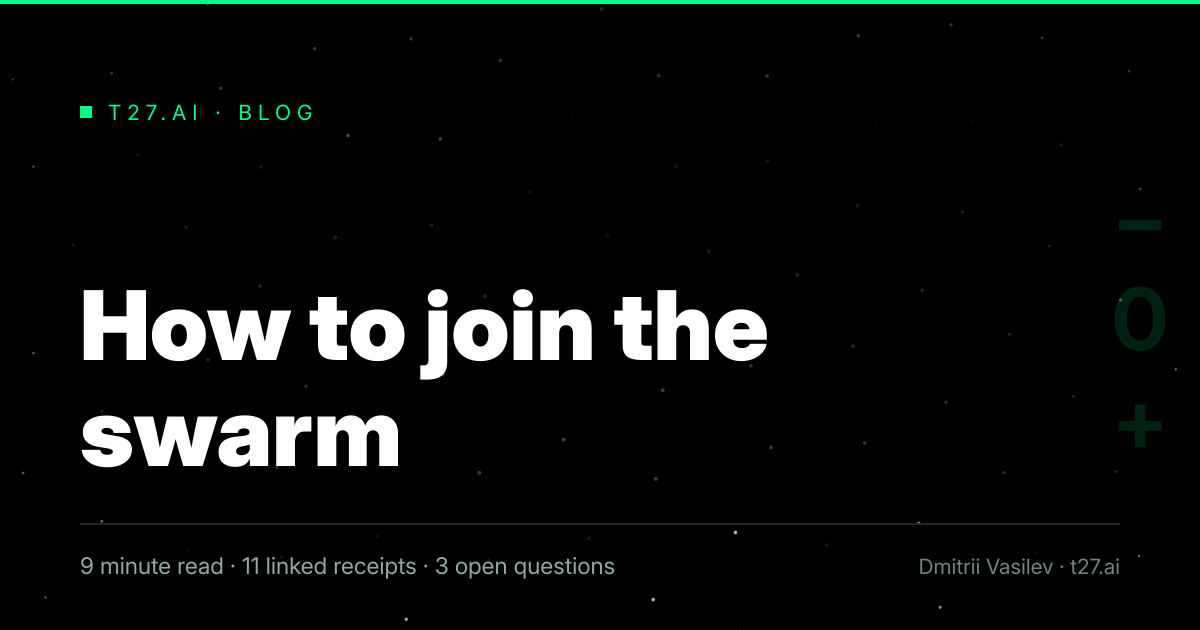 T27.AI · BLOG
−
0
+
How to join the
swarm
9 minute read · 11 linked receipts · 3 open questions
Dmitrii Vasilev · t27.ai